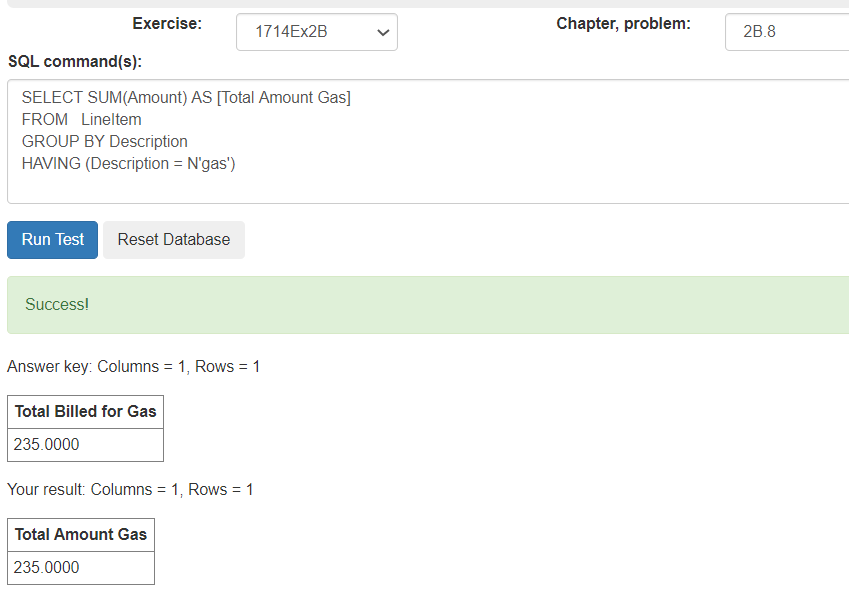 Exercise: 1714Ex2B Chapter, problem: 2B.8
SQL command(s):
SELECT SUM(Amount) AS [Total Amount Gas]
FROM LineItem
GROUP BY Description
HAVING (Description = N'gas')
Run Test Reset Database
Success!
Answer key: Columns = 1, Rows = 1
Total Billed for Gas
235.0000
Your result: Columns = 1, Rows = 1
Total Amount Gas
235.0000